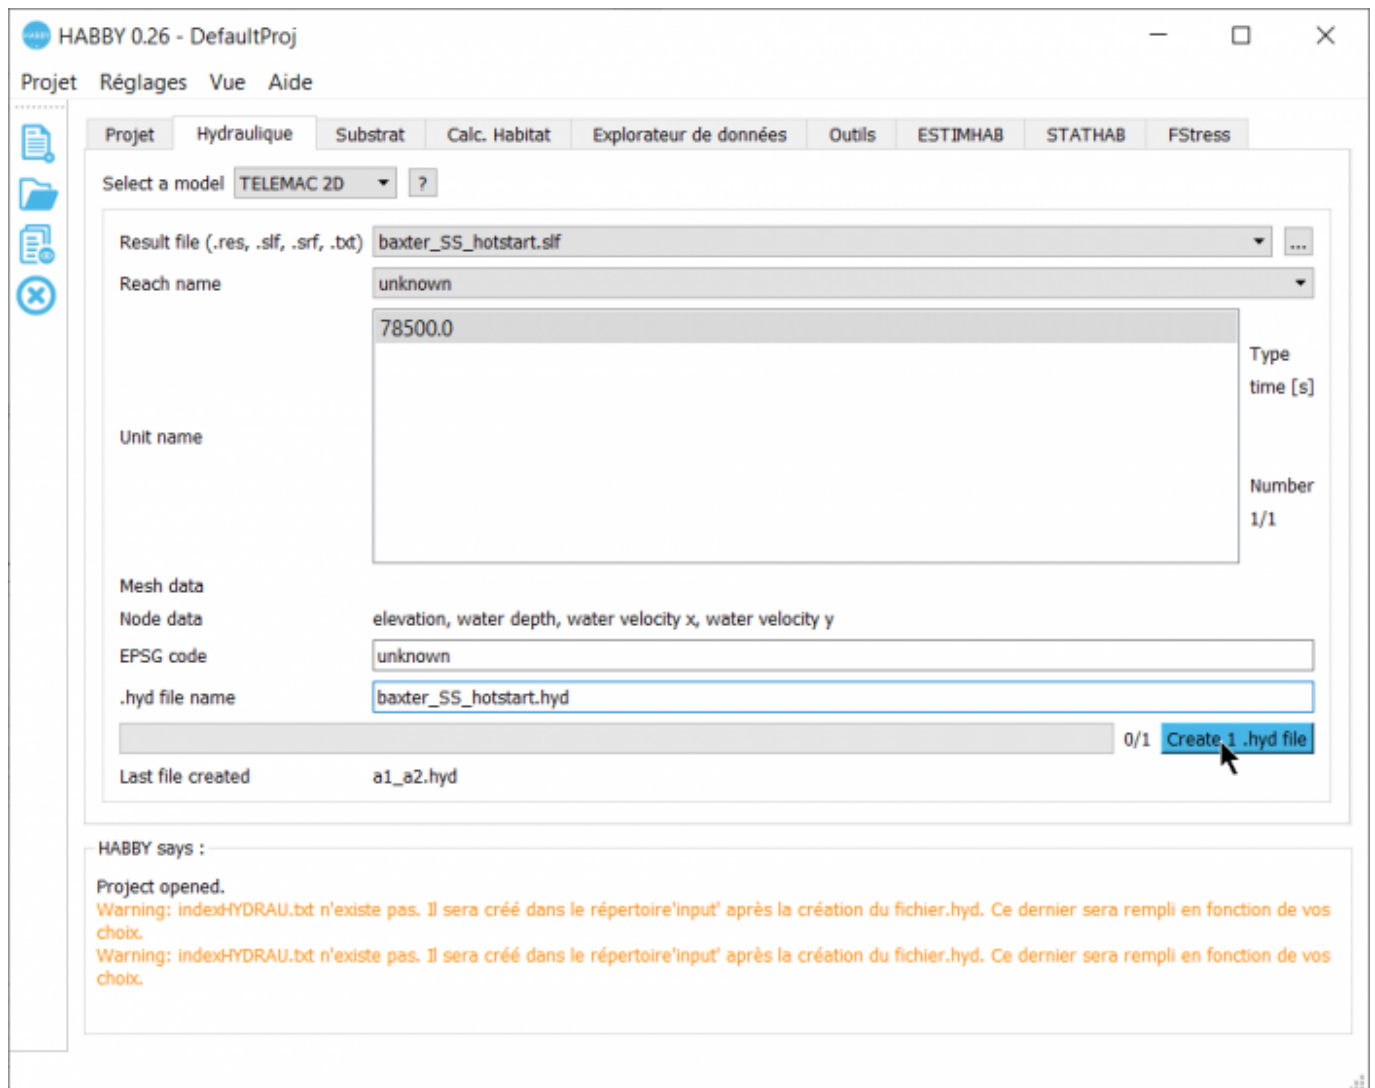 HABBY 0.26 - DefaultProj
Projet Réglages Vue Aide
Projet Hydraulique Substrat Calc. Habitat Explorateur de données Outils ESTIMHAB STATHAB FStress
Select a model TELEMAC 2D ?
Result file (.res, .slf, .srf, .txt) baxter_SS_hotstart.slf ...
Reach name unknown
78500.0
Type
time [s]
Unit name
Number
1/1
Mesh data
Node data elevation, water depth, water velocity x, water velocity y
EPSG code unknown
.hyd file name baxter_SS_hotstart.hyd
0/1 Create 1 .hyd file
Last file created a1_a2.hyd
HABBY says :
Project opened.
Warning: indexHYDRAU.txt n'existe pas. Il sera créé dans le répertoire'input' après la création du fichier.hyd. Ce dernier sera rempli en fonction de vos
choix.
Warning: indexHYDRAU.txt n'existe pas. Il sera créé dans le répertoire'input' après la création du fichier.hyd. Ce dernier sera rempli en fonction de vos
choix.